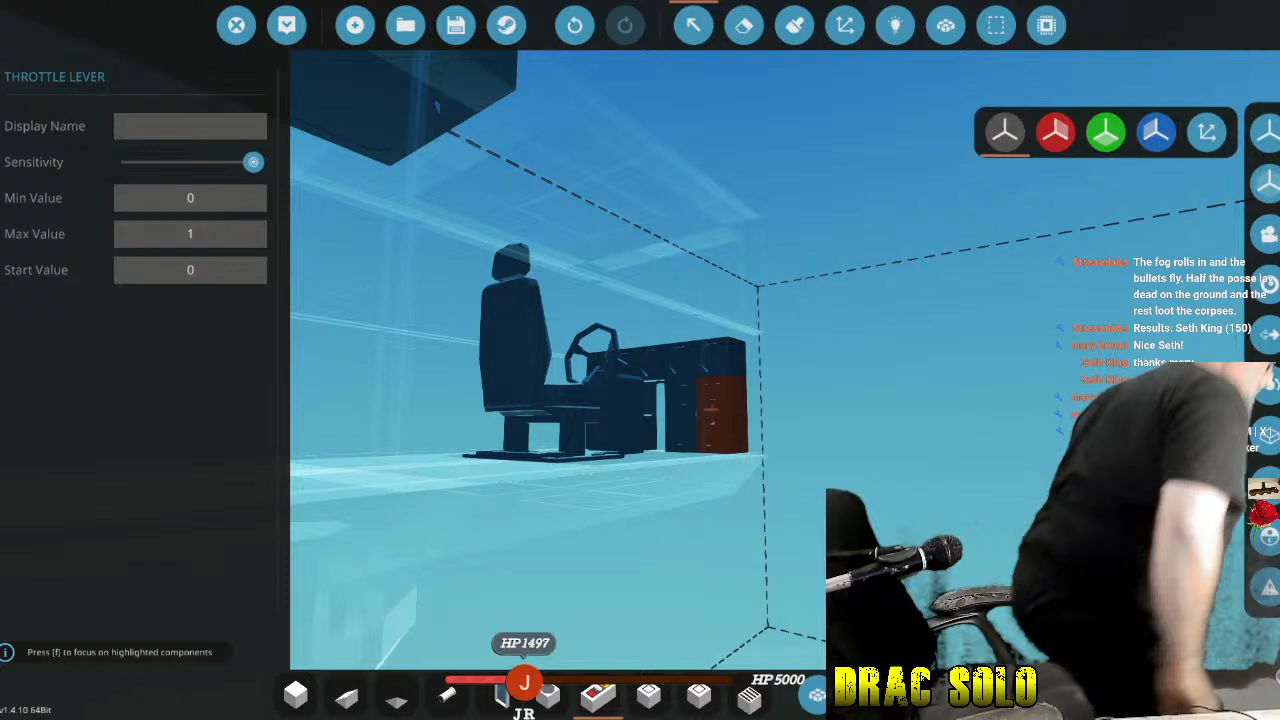 THROTTLE LEVER
Display Name
Sensitivity
Min Value
0
Max Value
1
Start Value
0
Press [f] to focus on highlighted components
v1.4.10 64Bit
The fog rolls in and the
bullets fly. Half the posse lay
dead on the ground and the
rest loot the corpses.
Results: Seth King (150)
Nice Seth!
Seth King thanks
HP 1497
J
JR
HP 5000
DRAC SOLO